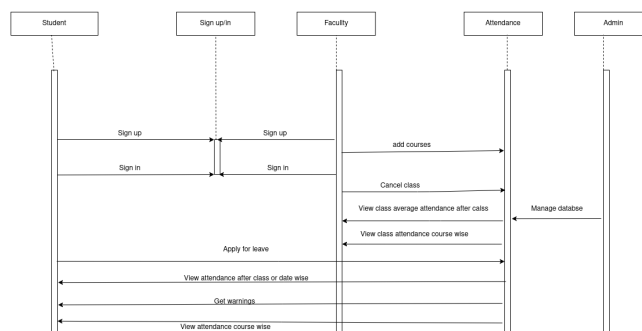 Student
Sign up/in
Facullty
Attendance
Admin
Sign up
Sign up
add courses
Sign in
Sign in
Cancel class
View class average attendance after calss
Manage databse
View class attendance course wise
Apply for leave
View attendance after class or date wise
Get warnings
View attendance course wise